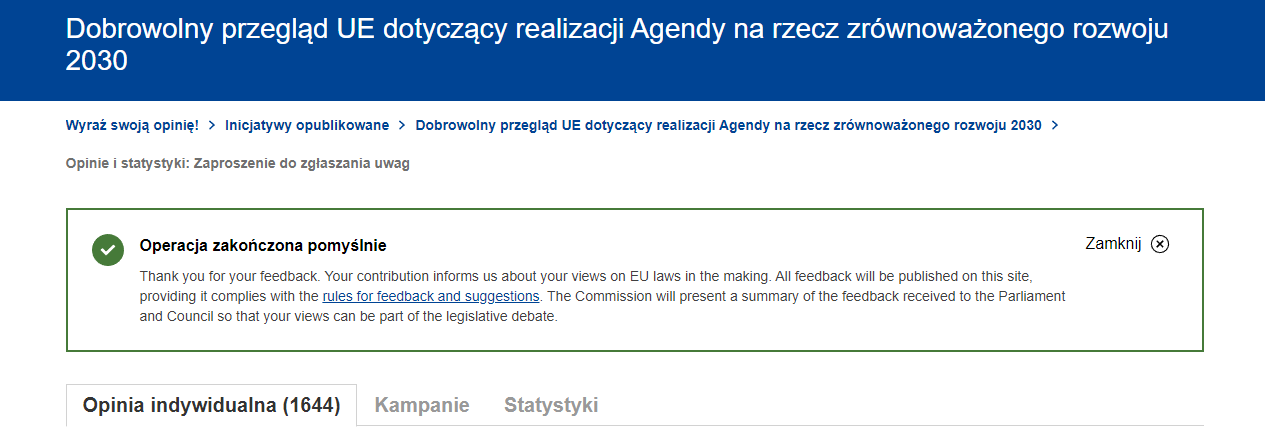 Dobrowolny przegląd UE dotyczący realizacji Agendy na rzecz zrównoważonego rozwoju
2030
Wyraź swoją opinię! > Inicjatywy opublikowane > Dobrowolny przegląd UE dotyczący realizacji Agendy na rzecz zrównoważonego rozwoju 2030 >
Opinie i statystyki: Zaproszenie do zgłaszania uwag
Operacja zakończona pomyślnie
Zamknij
Thank you for your feedback. Your contribution informs us about your views on EU laws in the making. All feedback will be published on this site,
providing it complies with the rules for feedback and suggestions. The Commission will present a summary of the feedback received to the Parliament
and Council so that your views can be part of the legislative debate.
Opinia indywidualna (1644) Kampanie Statystyki